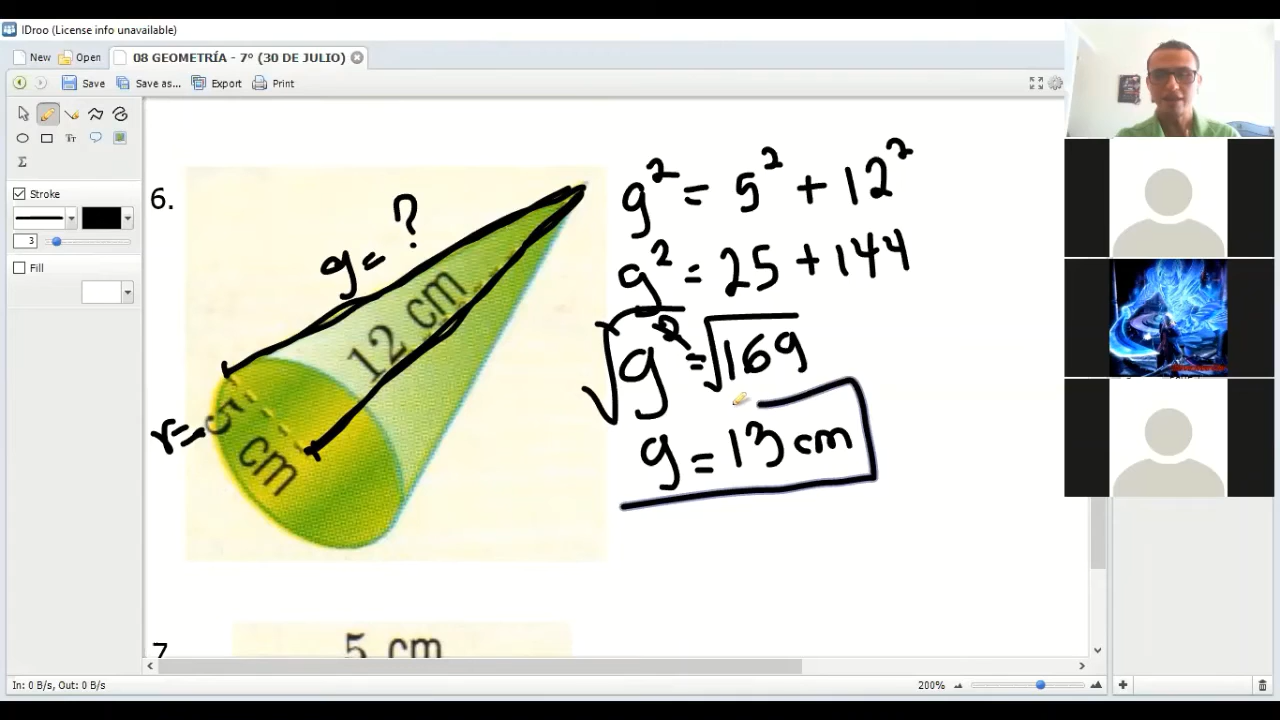 IDroo (License info unavailable)
New Open 08 GEOMETRÍA - 7° (30 DE JULIO)
Save Save as... Export Print
Stroke
3
Fill
6.
g = ?
12 cm
r = 5 cm
g² = 5² + 12²
g² = 25 + 144
√g² = √169
g = 13 cm
7
5 cm
In: 0 B/s, Out: 0 B/s
200%